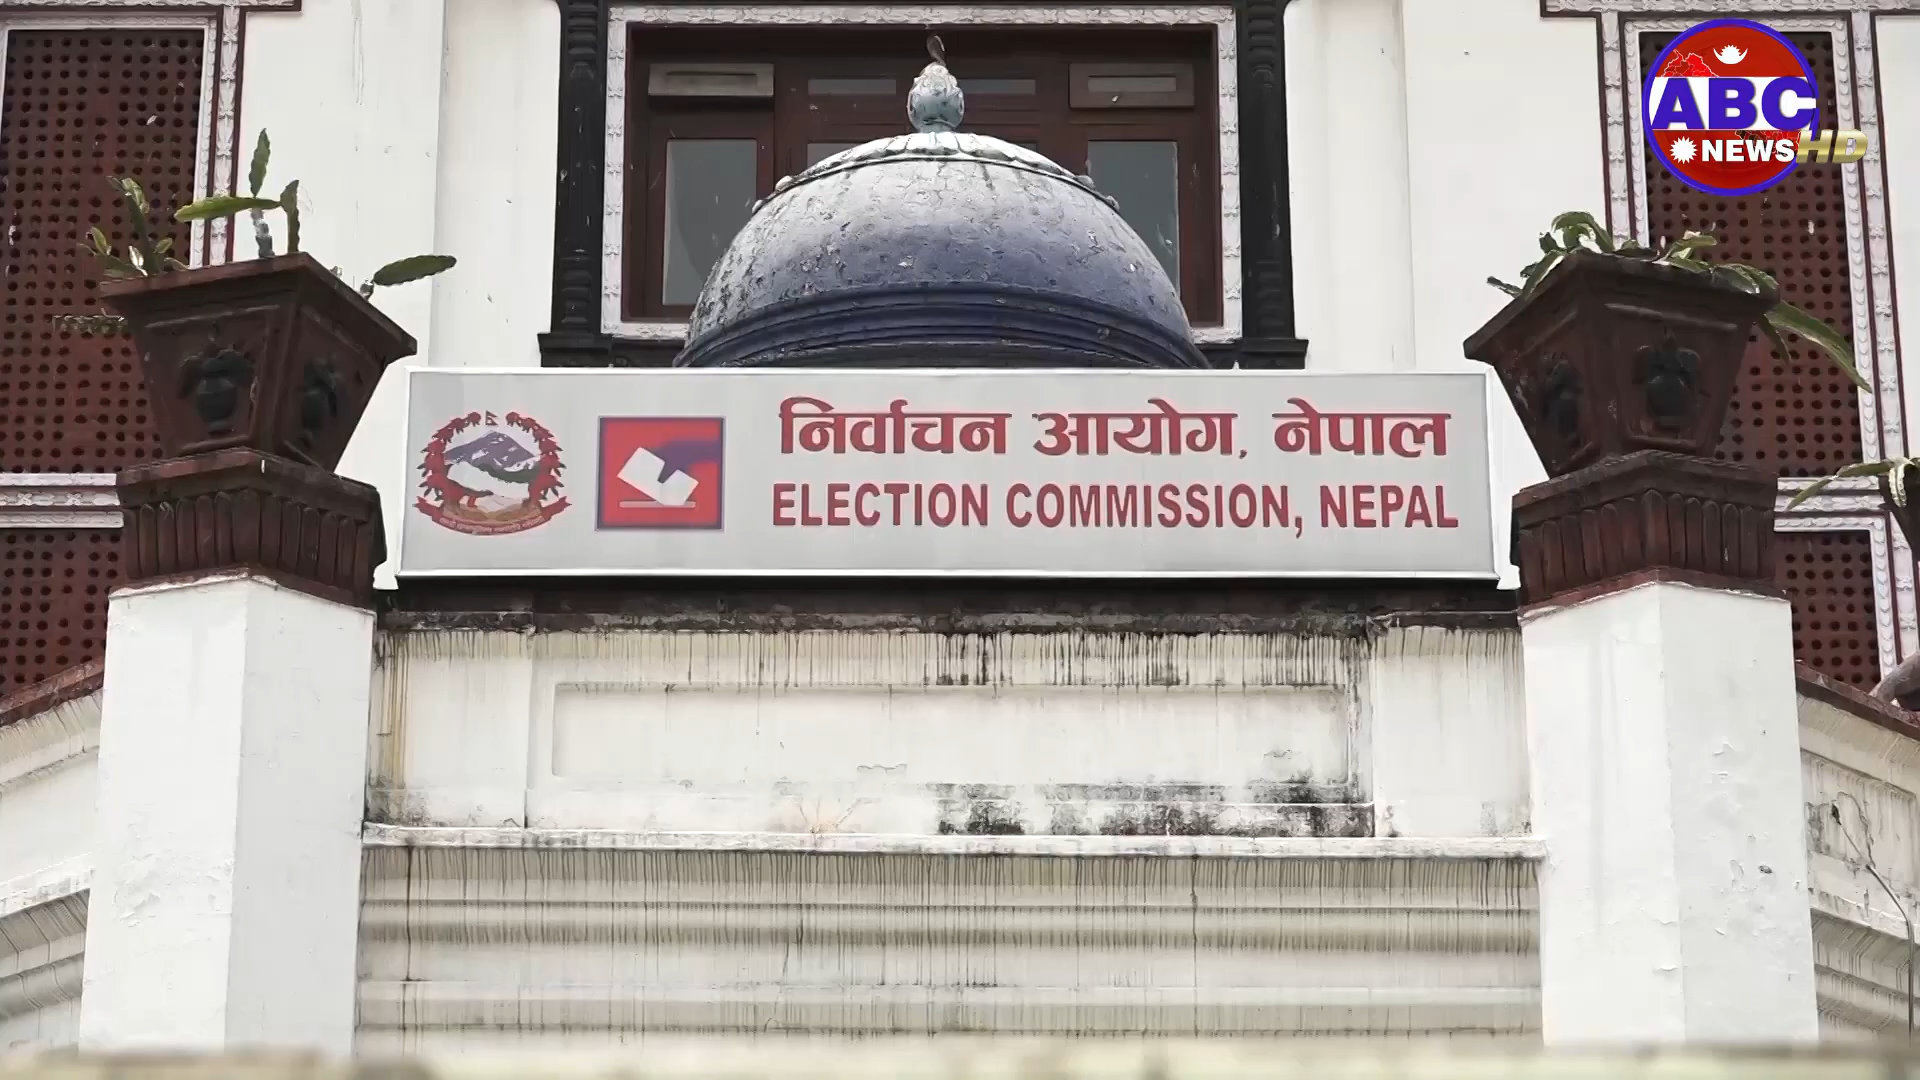 ABC
NEWS HD
निर्वाचन आयोग, नेपाल
ELECTION COMMISSION, NEPAL